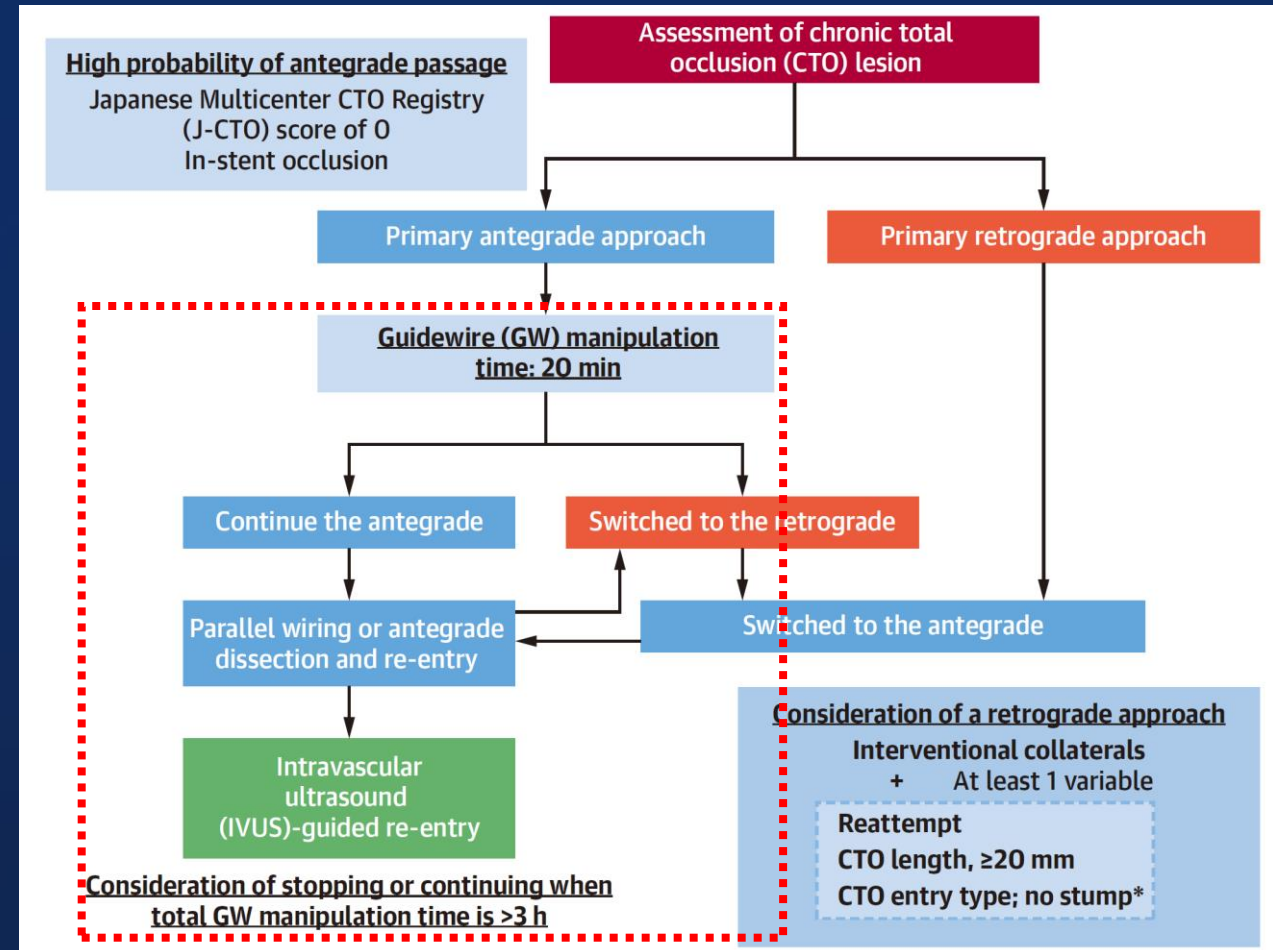 Assessment of chronic total
occlusion (CTO) lesion
High probability of antegrade passage
Japanese Multicenter CTO Registry
(J-CTO) score of 0
In-stent occlusion
Primary antegrade approach
Primary retrograde approach
Guidewire (GW) manipulation
time: 20 min
Continue the antegrade
Switched to the retrograde
Parallel wiring or antegrade
dissection and re-entry
Switched to the antegrade
Intravascular
ultrasound
(IVUS)-guided re-entry
Consideration of stopping or continuing when
total GW manipulation time is >3 h
Consideration of a retrograde approach
Interventional collaterals
+ At least 1 variable
Reattempt
CTO length, ≥20 mm
CTO entry type; no stump*